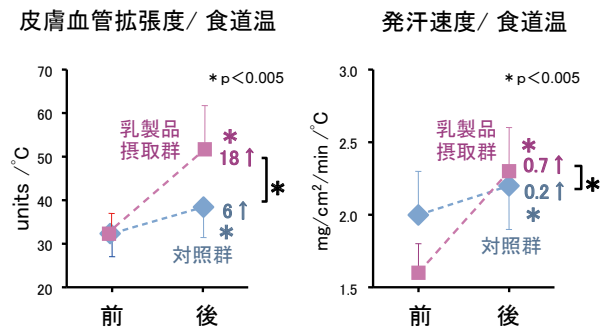 皮膚血管拡張度/ 食道温
units /°C
70
60
50
40
30
20
*p<0.005
乳製品
摂取群
*
18↑
*
6↑
*
対照群
前
後
発汗速度/ 食道温
mg/cm²/min /°C
3.0
2.5
2.0
1.5
*p<0.005
乳製品
摂取群
*
0.7↑
*
0.2↑
*
対照群
前
後